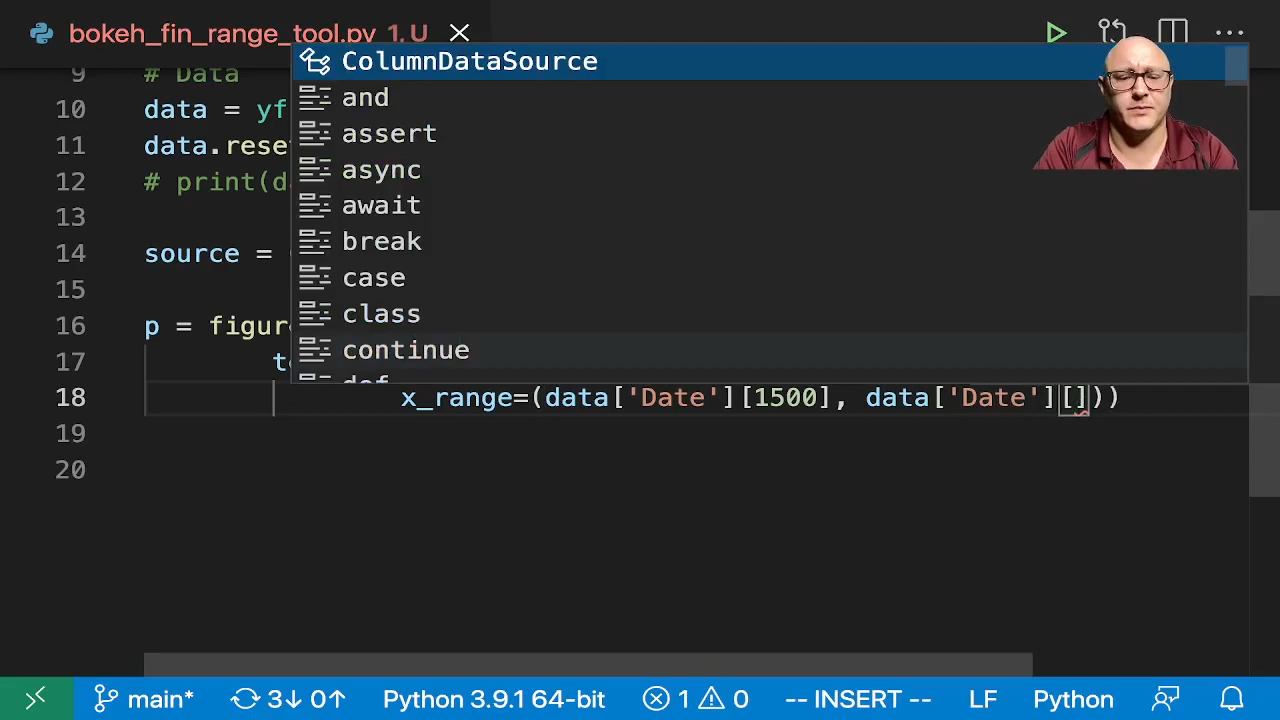 bokeh_fin_range_tool.py 1, U
9 # Data
ColumnDataSource
10 data = yf
and
11 data.rese
assert
12 # print(d
async
13
await
14 source =
break
15
case
16 p = figur
class
17 t
continue
def
18 x_range=(data['Date'][1500], data['Date'][]))
19
20
main* 3↓ 0↑ Python 3.9.1 64-bit 1 0 -- INSERT -- LF Python